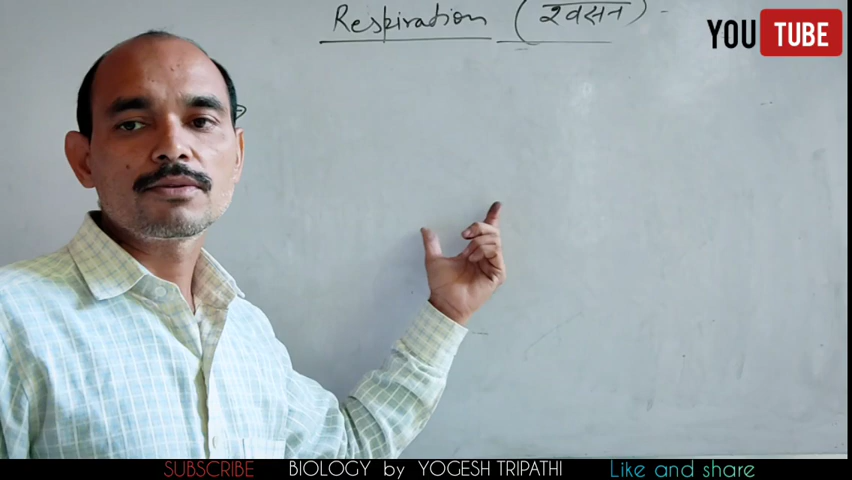 Respiration (श्वसन)
YOU TUBE
SUBSCRIBE BIOLOGY by YOGESH TRIPATHI Like and share